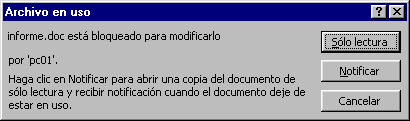 Archivo en uso
informe.doc está bloqueado para modificarlo
por 'pc01'.
Haga clic en Notificar para abrir una copia del documento de
sólo lectura y recibir notificación cuando el documento deje de
estar en uso.
Sólo lectura
Notificar
Cancelar